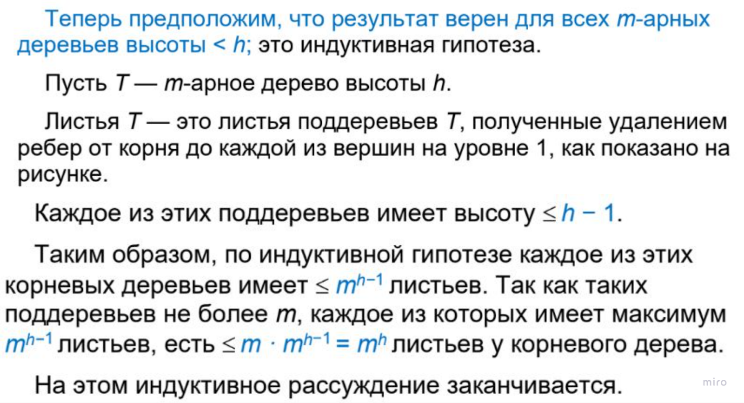 Теперь предположим, что результат верен для всех m-арных
деревьев высоты < h; это индуктивная гипотеза.
Пусть T — m-арное дерево высоты h.
Листья T — это листья поддеревьев T, полученные удалением
ребер от корня до каждой из вершин на уровне 1, как показано на
рисунке.
Каждое из этих поддеревьев имеет высоту ≤ h − 1.
Таким образом, по индуктивной гипотезе каждое из этих
корневых деревьев имеет ≤ mʰ⁻¹ листьев. Так как таких
поддеревьев не более m, каждое из которых имеет максимум
mʰ⁻¹ листьев, есть ≤ m · mʰ⁻¹ = mʰ листьев у корневого дерева.
На этом индуктивное рассуждение заканчивается.
miro